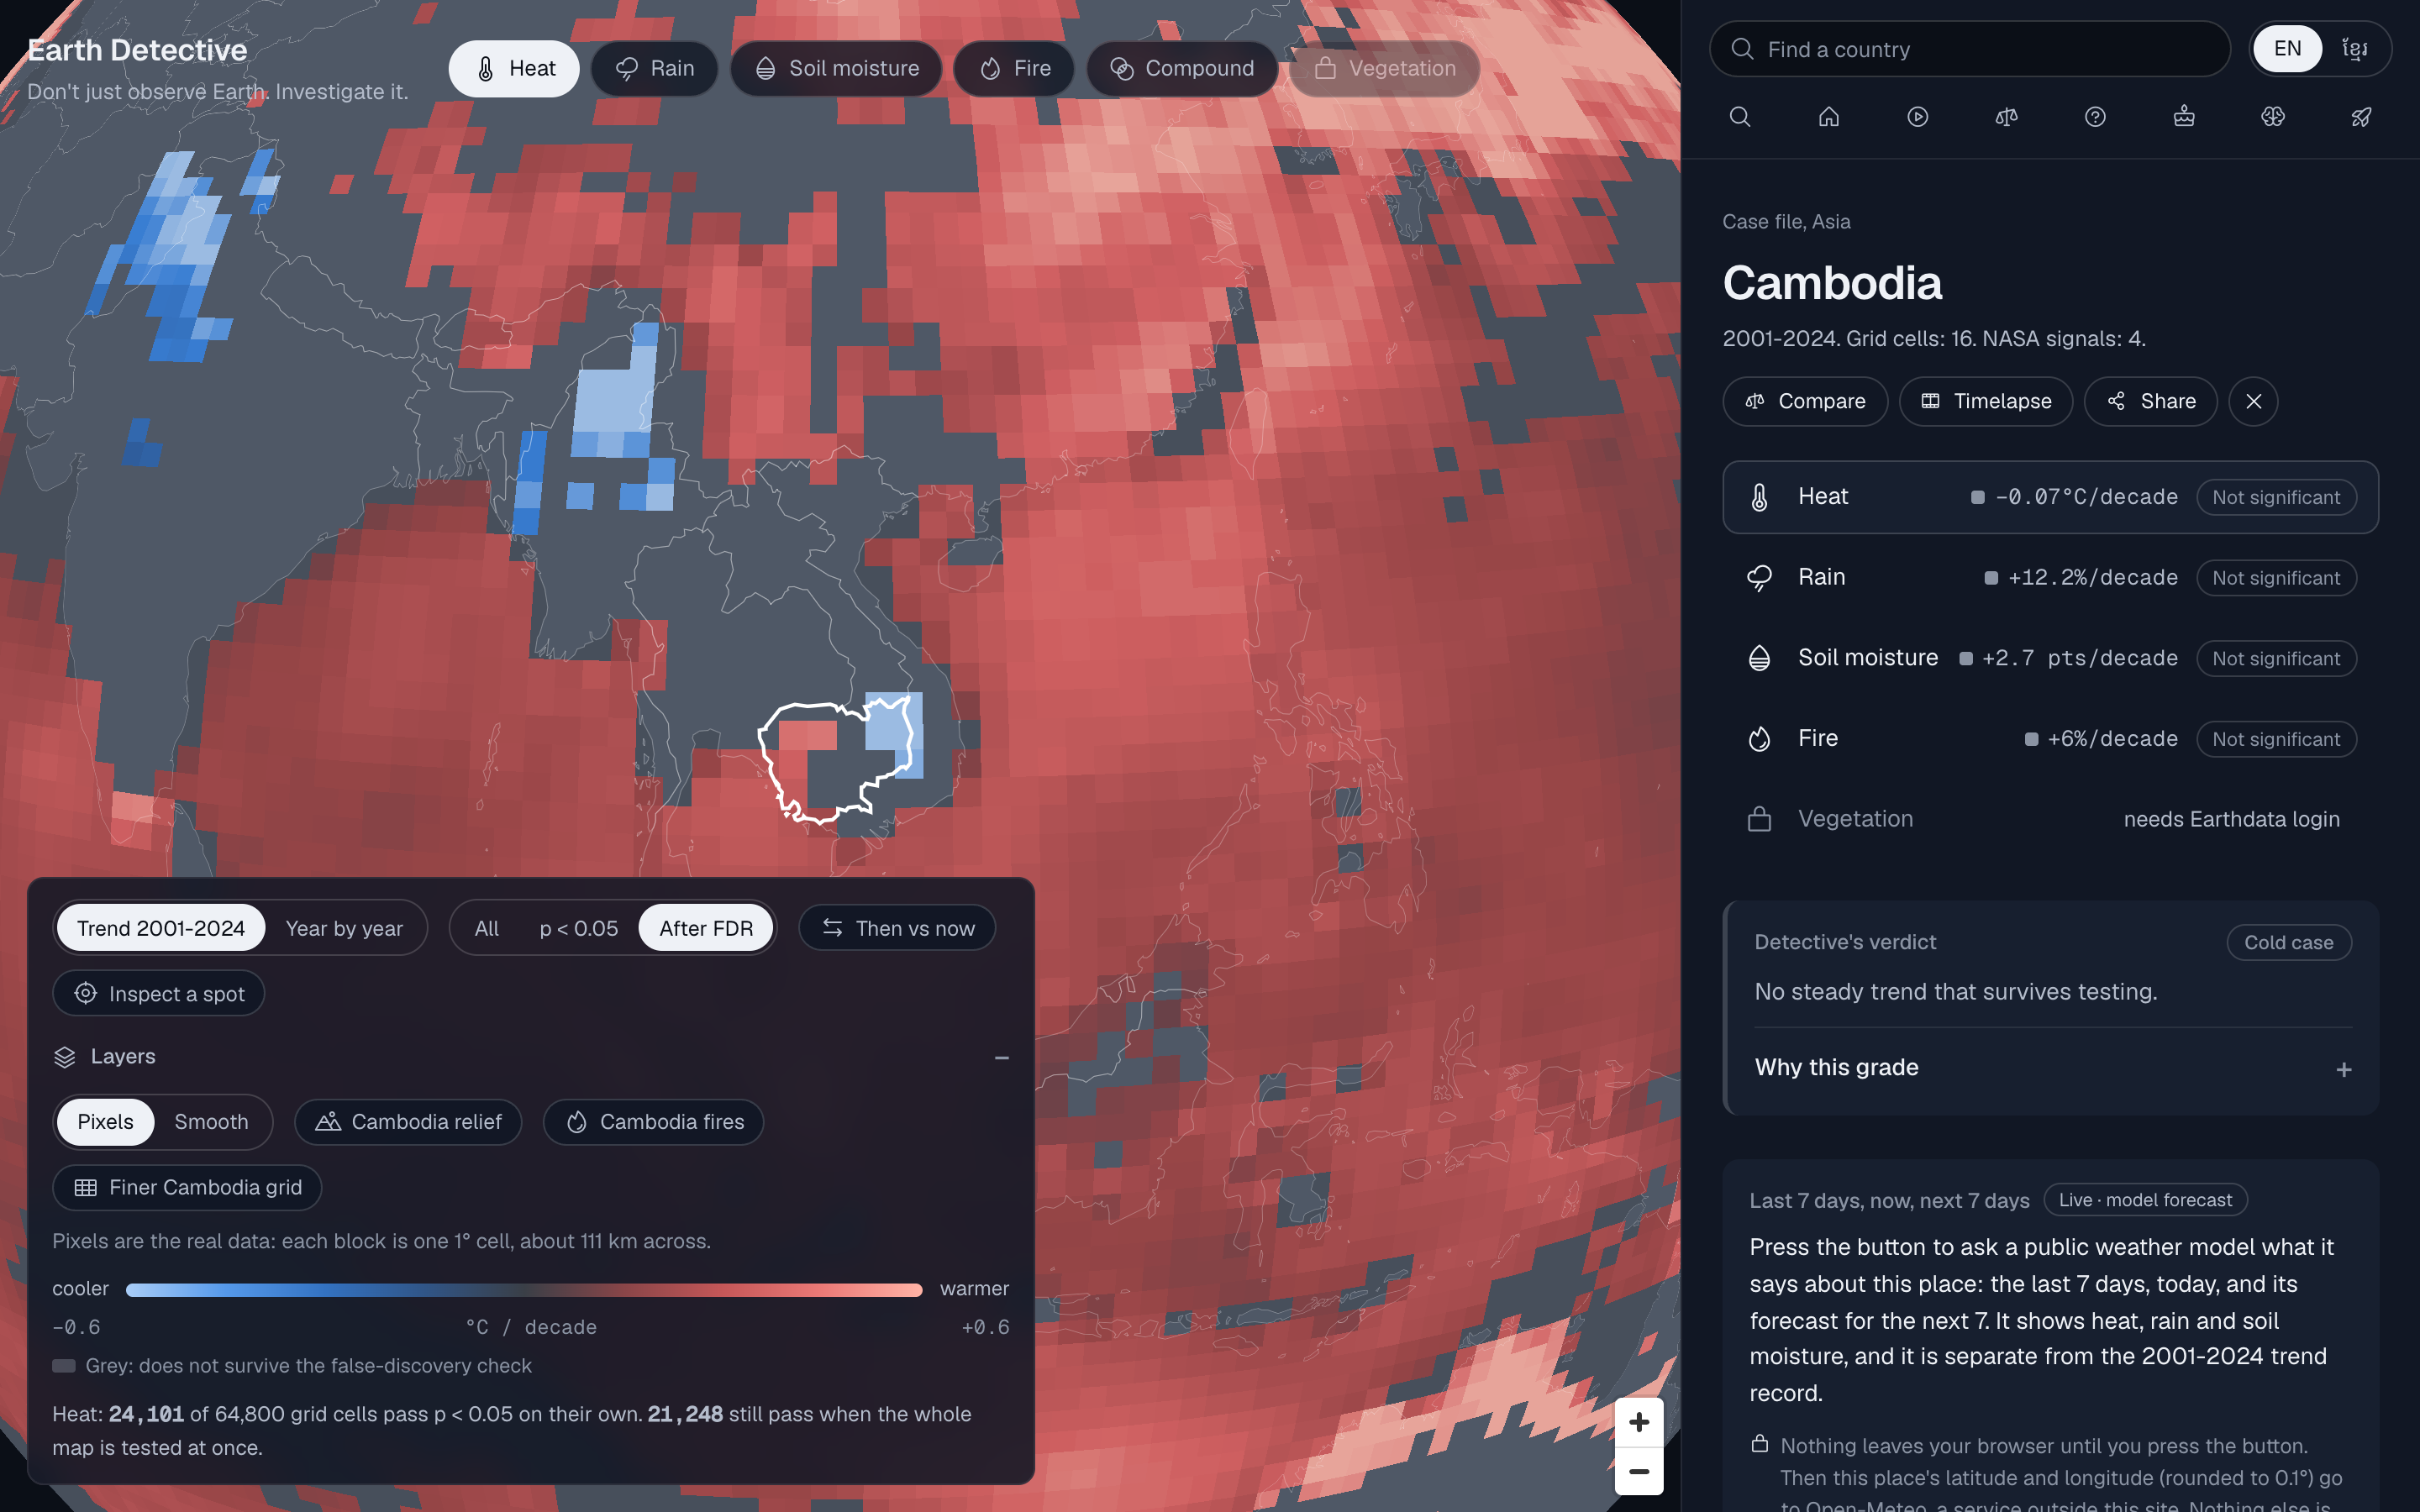 Earth Detective
Don't just observe Earth. Investigate it.
Heat
Rain
Soil moisture
Fire
Compound
Vegetation
Find a country
EN
ខ្មែរ
Case file, Asia
Cambodia
2001-2024. Grid cells: 16. NASA signals: 4.
Compare
Timelapse
Share
Heat −0.07°C/decade Not significant
Rain +12.2%/decade Not significant
Soil moisture +2.7 pts/decade Not significant
Fire +6%/decade Not significant
Vegetation needs Earthdata login
Detective's verdict Cold case
No steady trend that survives testing.
Why this grade +
Last 7 days, now, next 7 days Live · model forecast
Press the button to ask a public weather model what it
says about this place: the last 7 days, today, and its
forecast for the next 7. It shows heat, rain and soil
moisture, and it is separate from the 2001-2024 trend
record.
Nothing leaves your browser until you press the button.
Then this place's latitude and longitude (rounded to 0.1°) go
to Open-Meteo, a service outside this site. Nothing else is
Trend 2001-2024
Year by year
All
p < 0.05
After FDR
Then vs now
Inspect a spot
Layers −
Pixels
Smooth
Cambodia relief
Cambodia fires
Finer Cambodia grid
Pixels are the real data: each block is one 1° cell, about 111 km across.
cooler warmer
−0.6 °C / decade +0.6
Grey: does not survive the false-discovery check
Heat: 24,101 of 64,800 grid cells pass p < 0.05 on their own. 21,248 still pass when the whole
map is tested at once.
+
−